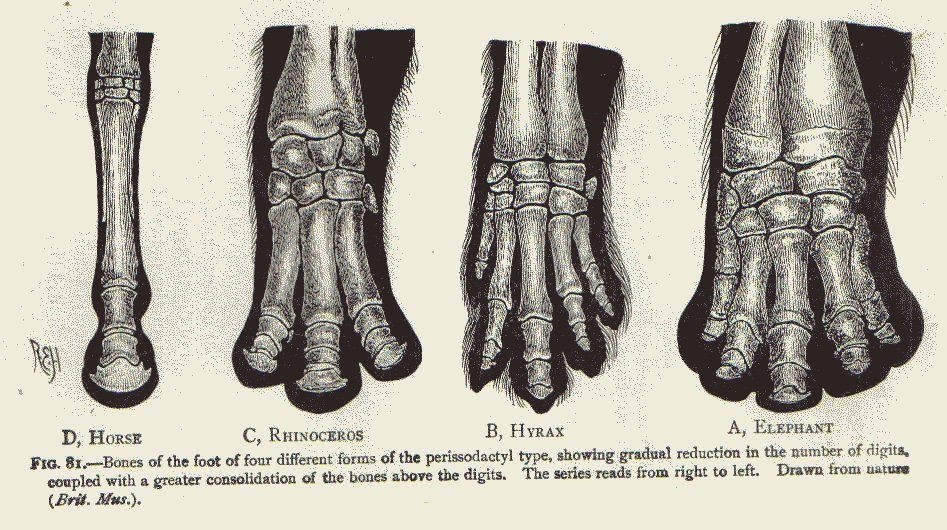 REH
D, HORSE
C, RHINOCEROS
B, HYRAX
A, ELEPHANT
FIG. 81.—Bones of the foot of four different forms of the perissodactyl type, showing gradual reduction in the number of digits,
coupled with a greater consolidation of the bones above the digits. The series reads from right to left. Drawn from nature
(Brit. Mus.).